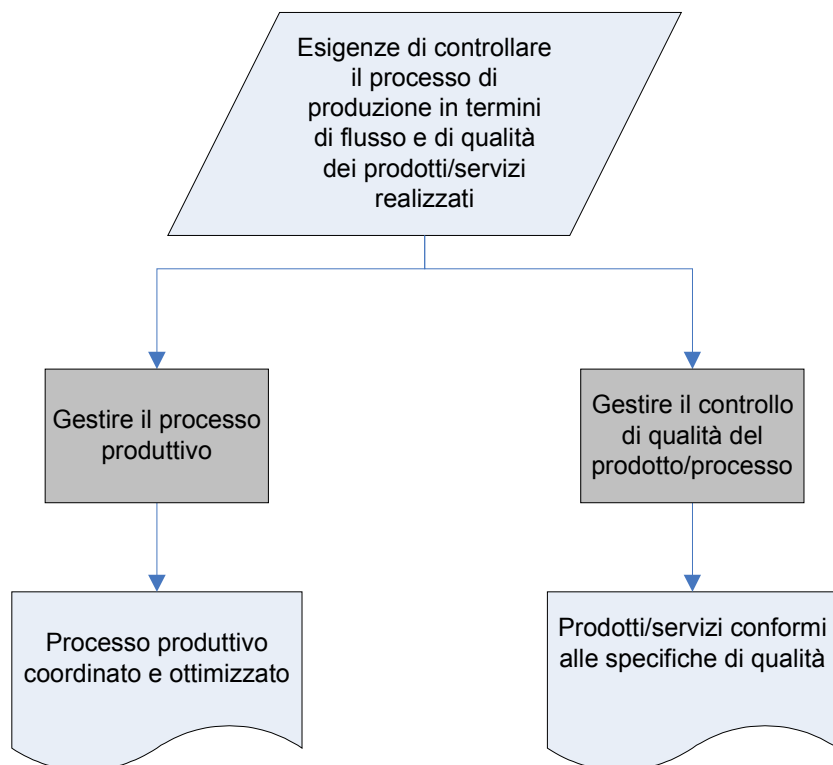 Esigenze di controllare
il processo di
produzione in termini
di flusso e di qualità
dei prodotti/servizi
realizzati
Gestire il processo
produttivo
Gestire il controllo
di qualità del
prodotto/processo
Processo produttivo
coordinato e ottimizzato
Prodotti/servizi conformi
alle specifiche di qualità